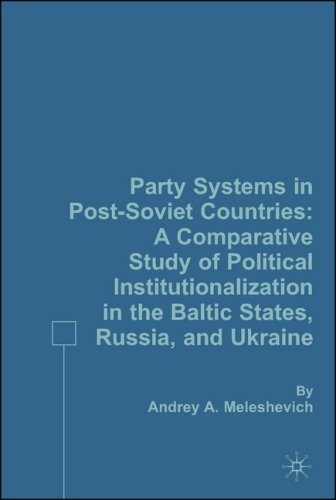 Party Systems in
Post-Soviet Countries:
A Comparative
Study of Political
Institutionalization
in the Baltic States,
Russia, and Ukraine
By
Andrey A. Meleshevich